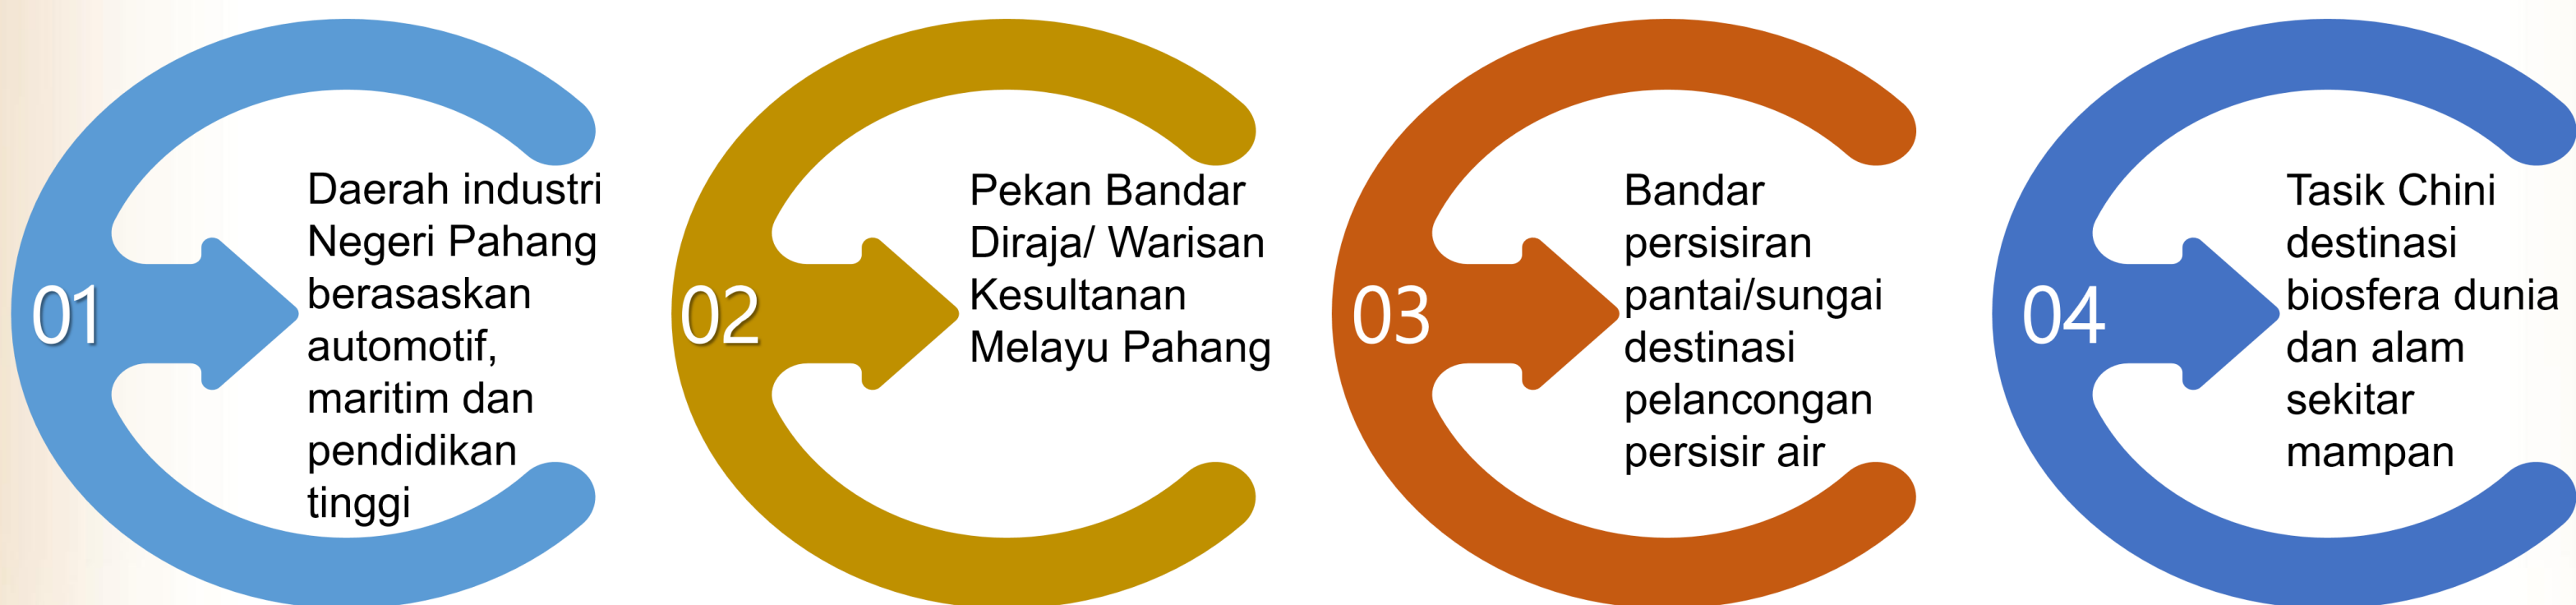 01
Daerah industri
Negeri Pahang
berasaskan
automotif,
maritim dan
pendidikan
tinggi
02
Pekan Bandar
Diraja/ Warisan
Kesultanan
Melayu Pahang
03
Bandar
persisiran
pantai/sungai
destinasi
pelancongan
persisir air
04
Tasik Chini
destinasi
biosfera dunia
dan alam
sekitar
mampan